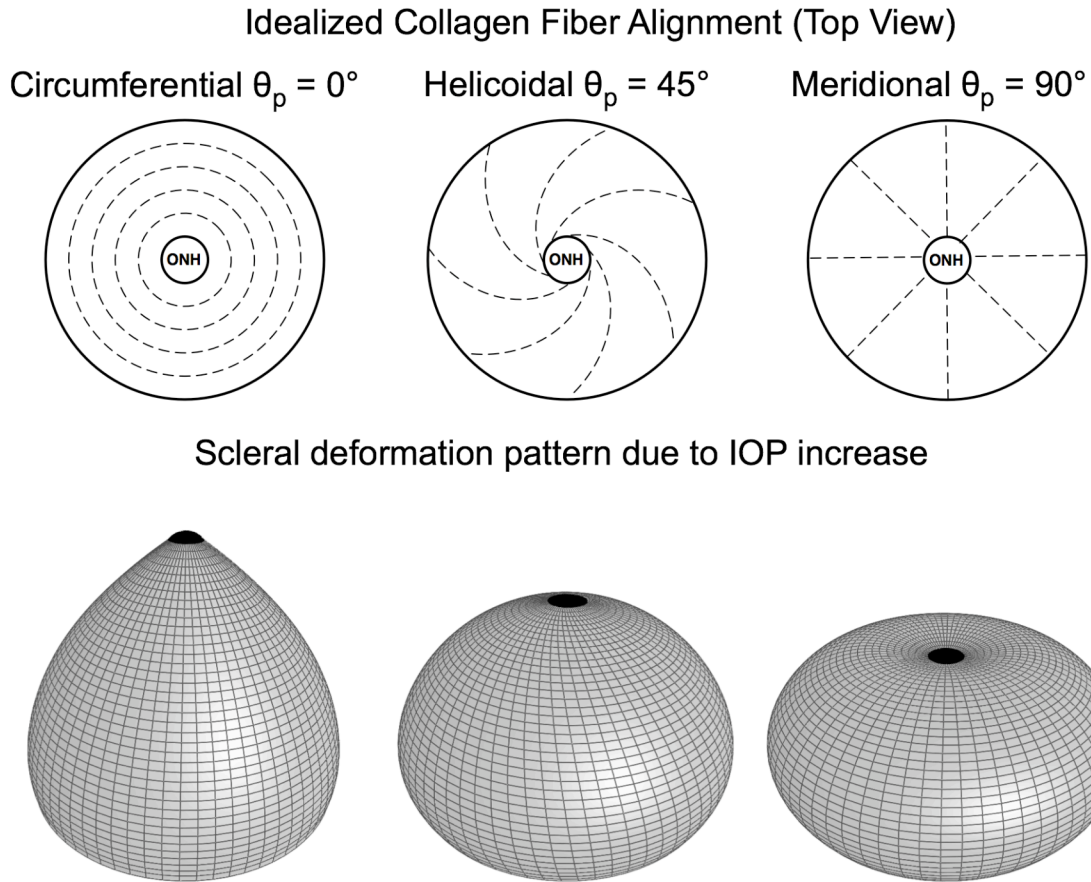 Idealized Collagen Fiber Alignment (Top View)
Circumferential θp = 0°
Helicoidal θp = 45°
Meridional θp = 90°
ONH
ONH
ONH
Scleral deformation pattern due to IOP increase